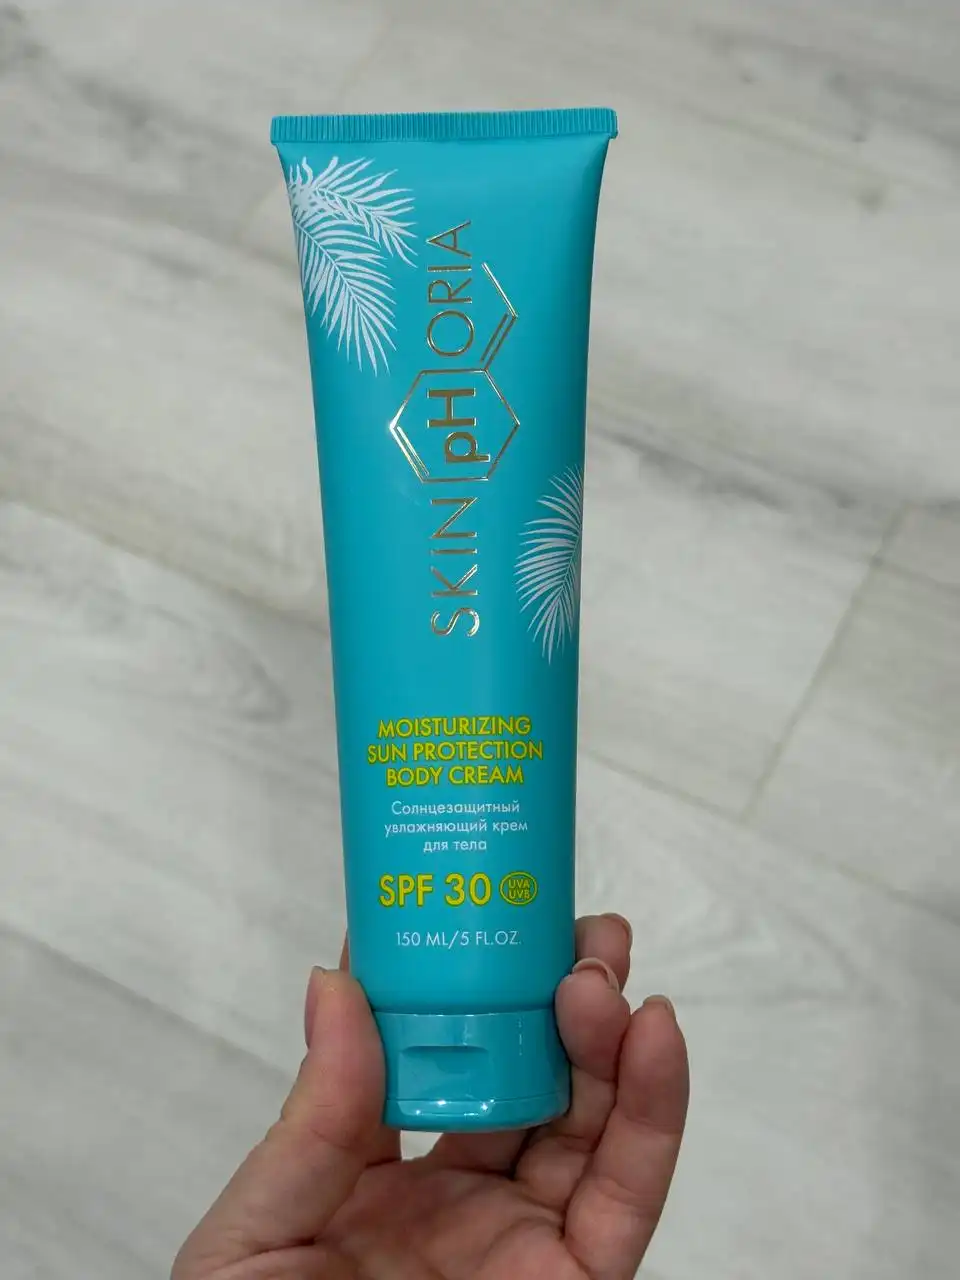 SKIN pH ORIA
MOISTURIZING
SUN PROTECTION
BODY CREAM
Солнцезащитный
увлажняющий крем
для тела
SPF 30 UVA
UVB
150 ML/5 FL.OZ.